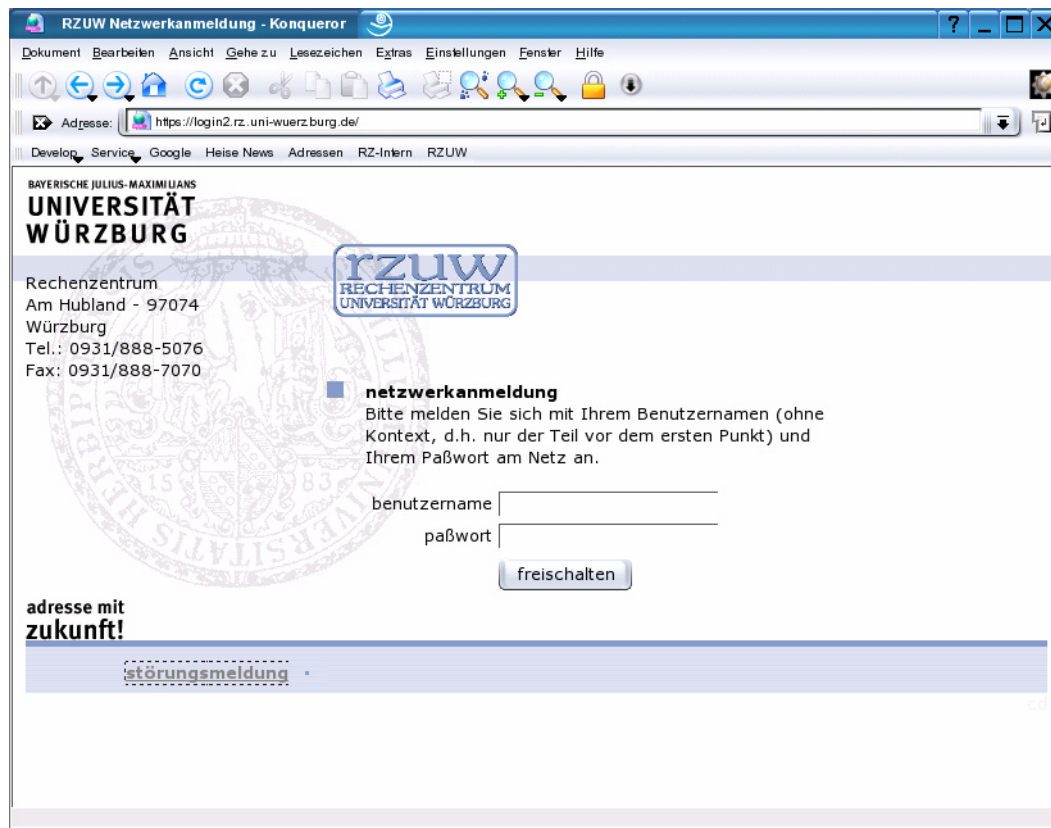 RZUW Netzwerkanmeldung - Konqueror
Dokument Bearbeiten Ansicht Gehe zu Lesezeichen Extras Einstellungen Fenster Hilfe
Adresse: https://login2.rz.uni-wuerzburg.de/
Develop Service Google Heise News Adressen RZ-Intern RZUW
BAYERISCHE JULIUS-MAXIMILIANS
UNIVERSITÄT
WÜRZBURG
rzuw
RECHENZENTRUM
UNIVERSITÄT WÜRZBURG
Rechenzentrum
Am Hubland - 97074
Würzburg
Tel.: 0931/888-5076
Fax: 0931/888-7070
netzwerkanmeldung
Bitte melden Sie sich mit Ihrem Benutzernamen (ohne
Kontext, d.h. nur der Teil vor dem ersten Punkt) und
Ihrem Paßwort am Netz an.
benutzername
paßwort
freischalten
adresse mit
zukunft!
störungsmeldung
cd